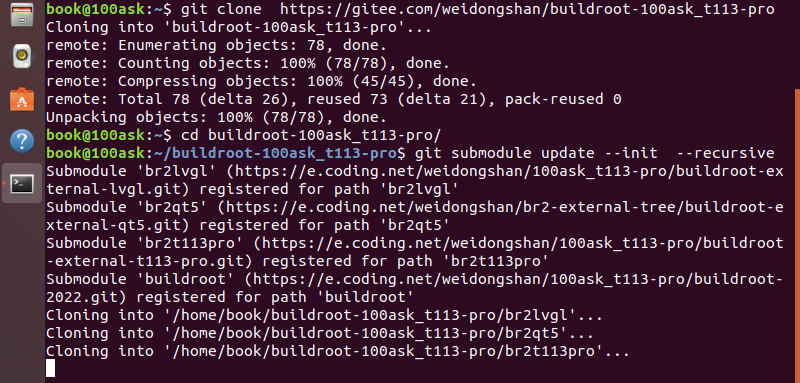 book@100ask:~$ git clone  https://gitee.com/weidongshan/buildroot-100ask_t113-pro
Cloning into 'buildroot-100ask_t113-pro'...
remote: Enumerating objects: 78, done.
remote: Counting objects: 100% (78/78), done.
remote: Compressing objects: 100% (45/45), done.
remote: Total 78 (delta 26), reused 73 (delta 21), pack-reused 0
Unpacking objects: 100% (78/78), done.
book@100ask:~$ cd buildroot-100ask_t113-pro/
book@100ask:~/buildroot-100ask_t113-pro$ git submodule update --init  --recursive
Submodule 'br2lvgl' (https://e.coding.net/weidongshan/100ask_t113-pro/buildroot-ex
ternal-lvgl.git) registered for path 'br2lvgl'
Submodule 'br2qt5' (https://e.coding.net/weidongshan/br2-external-tree/buildroot-e
xternal-qt5.git) registered for path 'br2qt5'
Submodule 'br2t113pro' (https://e.coding.net/weidongshan/100ask_t113-pro/buildroot
-external-t113-pro.git) registered for path 'br2t113pro'
Submodule 'buildroot' (https://e.coding.net/weidongshan/100ask_t113-pro/buildroot-
2022.git) registered for path 'buildroot'
Cloning into '/home/book/buildroot-100ask_t113-pro/br2lvgl'...
Cloning into '/home/book/buildroot-100ask_t113-pro/br2qt5'...
Cloning into '/home/book/buildroot-100ask_t113-pro/br2t113pro'...